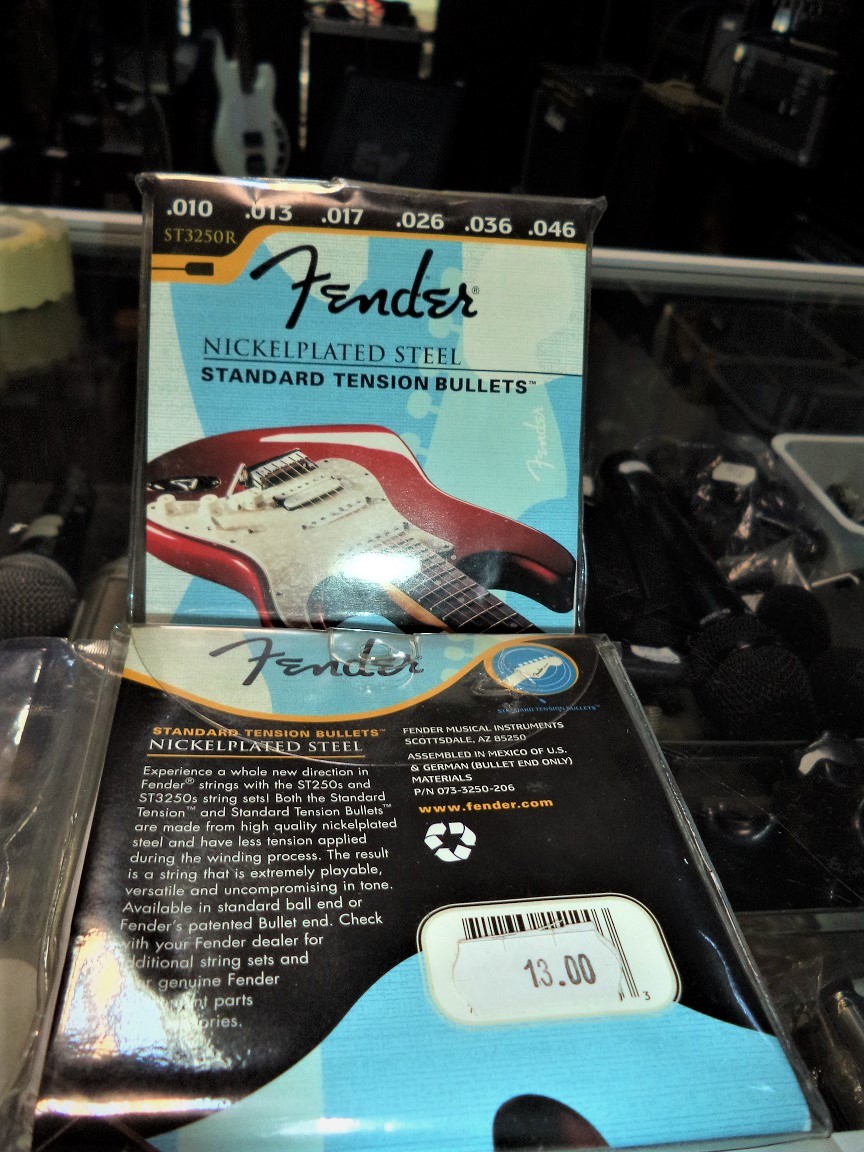 .010 .013 .017 .026 .036 .046
ST3250R
Fender®
NICKELPLATED STEEL
STANDARD TENSION BULLETS™
Fender
Fender
STANDARD TENSION BULLETS™
STANDARD TENSION BULLETS™
NICKELPLATED STEEL
Experience a whole new direction in
Fender® strings with the ST250s and
ST3250s string sets! Both the Standard
Tension™ and Standard Tension Bullets™
are made from high quality nickelplated
steel and have less tension applied
during the winding process. The result
is a string that is extremely playable,
versatile and uncompromising in tone.
Available in standard ball end or
Fender's patented Bullet end. Check
with your Fender dealer for
additional string sets and
genuine Fender
parts
FENDER MUSICAL INSTRUMENTS
SCOTTSDALE, AZ 85250
ASSEMBLED IN MEXICO OF U.S.
& GERMAN (BULLET END ONLY)
MATERIALS
P/N 073-3250-206
www.fender.com
13.00
3